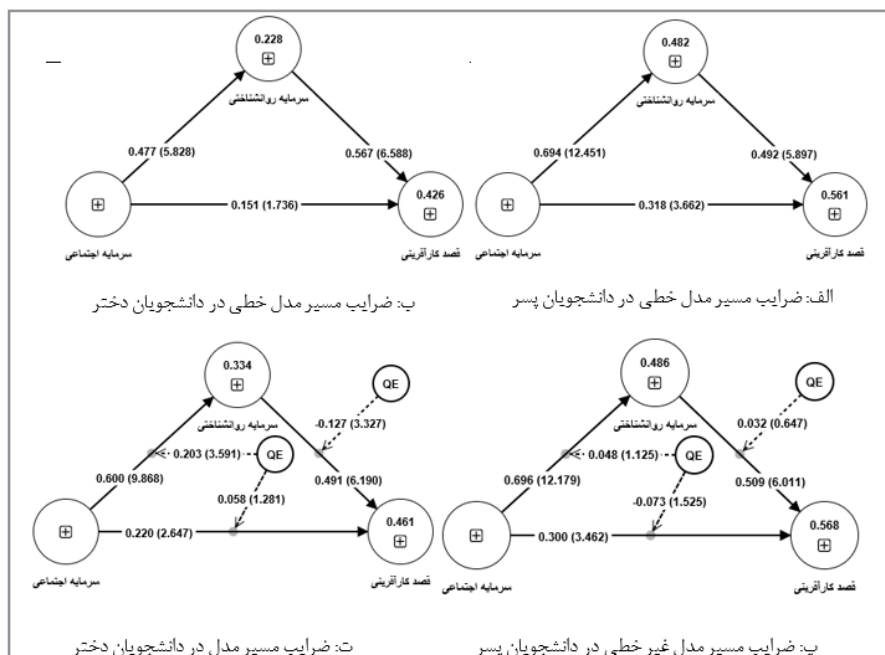 0.482
سرمایه روانشناختی
0.694 (12.451)
0.492 (5.897)
0.318 (3.662)
0.561
سرمایه اجتماعی
قصد کارآفرینی
الف: ضرایب مسیر مدل خطی در دانشجویان پسر
0.228
سرمایه روانشناختی
0.477 (5.828)
0.567 (6.588)
0.151 (1.736)
0.426
سرمایه اجتماعی
قصد کارآفرینی
ب: ضرایب مسیر مدل خطی در دانشجویان دختر
0.486
QE
سرمایه روانشناختی
0.032 (0.647)
0.048 (1.125)
QE
0.696 (12.179)
0.509 (6.011)
-0.073 (1.525)
0.300 (3.462)
0.568
سرمایه اجتماعی
قصد کارآفرینی
پ: ضرایب مسیر مدل غیر خطی در دانشجویان پسر
0.334
QE
سرمایه روانشناختی
-0.127 (3.327)
0.203 (3.591)
QE
0.600 (9.868)
0.491 (6.190)
0.058 (1.281)
0.220 (2.647)
0.461
سرمایه اجتماعی
قصد کارآفرینی
ت: ضرایب مسیر مدل در دانشجویان دختر